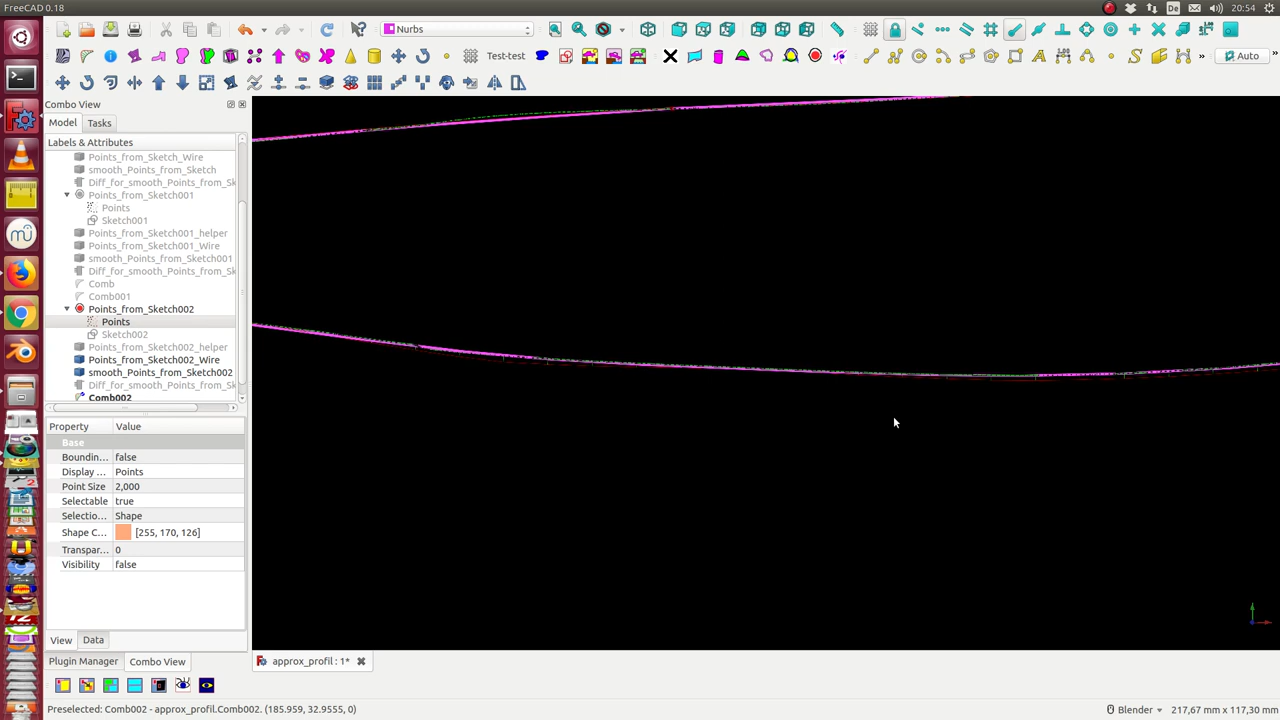 FreeCAD 0.18
De
20:54
Nurbs
Test-test
Auto
Combo View
Model
Tasks
Labels & Attributes
Points_from_Sketch_Wire
smooth_Points_from_Sketch
Diff_for_smooth_Points_from_Sk
Points_from_Sketch001
Points
Sketch001
Points_from_Sketch001_helper
Points_from_Sketch001_Wire
smooth_Points_from_Sketch001
Diff_for_smooth_Points_from_Sk
Comb
Comb001
Points_from_Sketch002
Points
Sketch002
Points_from_Sketch002_helper
Points_from_Sketch002_Wire
smooth_Points_from_Sketch002
Diff_for_smooth_Points_from_Sk
Comb002
Property Value
Base
Boundin... false
Display ... Points
Point Size 2,000
Selectable true
Selectio... Shape
Shape C... [255, 170, 126]
Transpar... 0
Visibility false
View
Data
Plugin Manager
Combo View
approx_profil : 1*
Preselected: Comb002 - approx_profil.Comb002. (185.959, 32.9555, 0)
Blender
217,67 mm x 117,30 mm